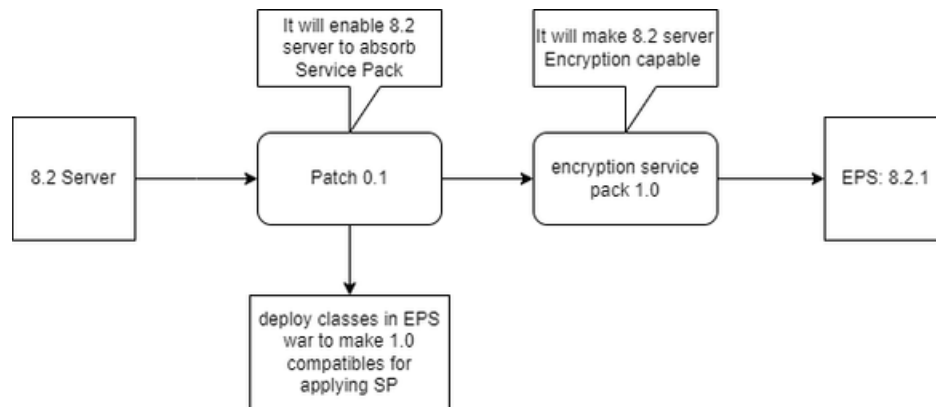 It will enable 8.2
server to absorb
Service Pack
It will make 8.2 server
Encryption capable
8.2 Server
Patch 0.1
encryption service
pack 1.0
EPS: 8.2.1
deploy classes in EPS
war to make 1.0
compatibles for
applying SP